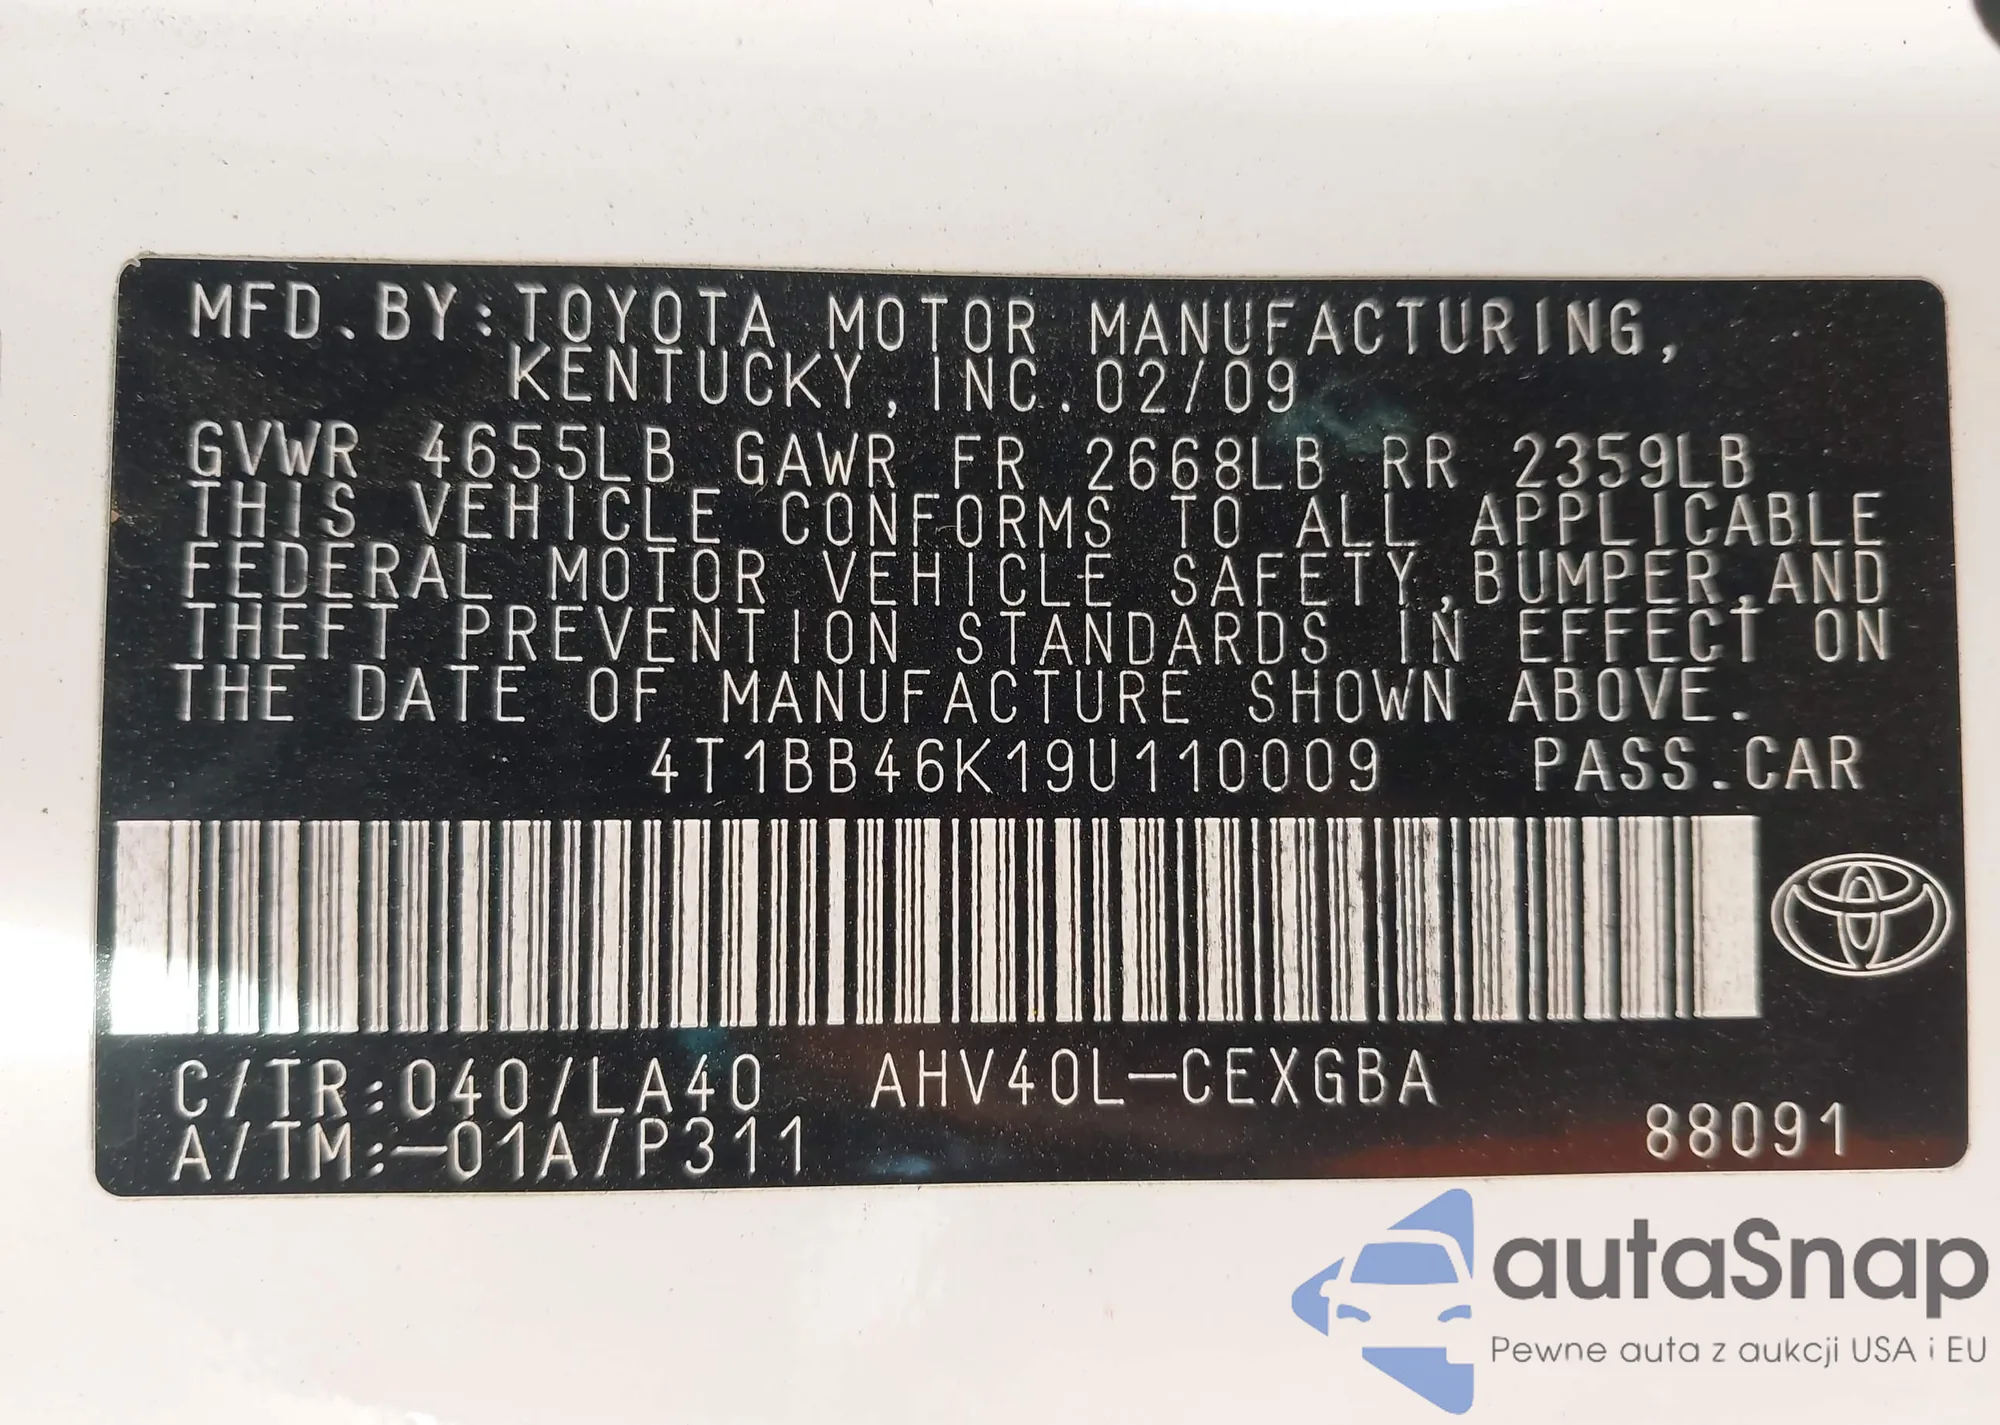 MFD.BY:TOYOTA MOTOR MANUFACTURING,
KENTUCKY, INC.02/09
GVWR 4655LB GAWR FR 2668LB RR 2359LB
THIS VEHICLE CONFORMS TO ALL APPLICABLE
FEDERAL MOTOR VEHICLE SAFETY,BUMPER,AND
THEFT PREVENTION STANDARDS IN EFFECT ON
THE DATE OF MANUFACTURE SHOWN ABOVE.
4T1BB46K19U110009 PASS.CAR
C/TR:040/LA40 AHV40L-CEXGBA
A/TM:-01A/P311 88091
autaSnap
Pewne auta z aukcji USA i EU